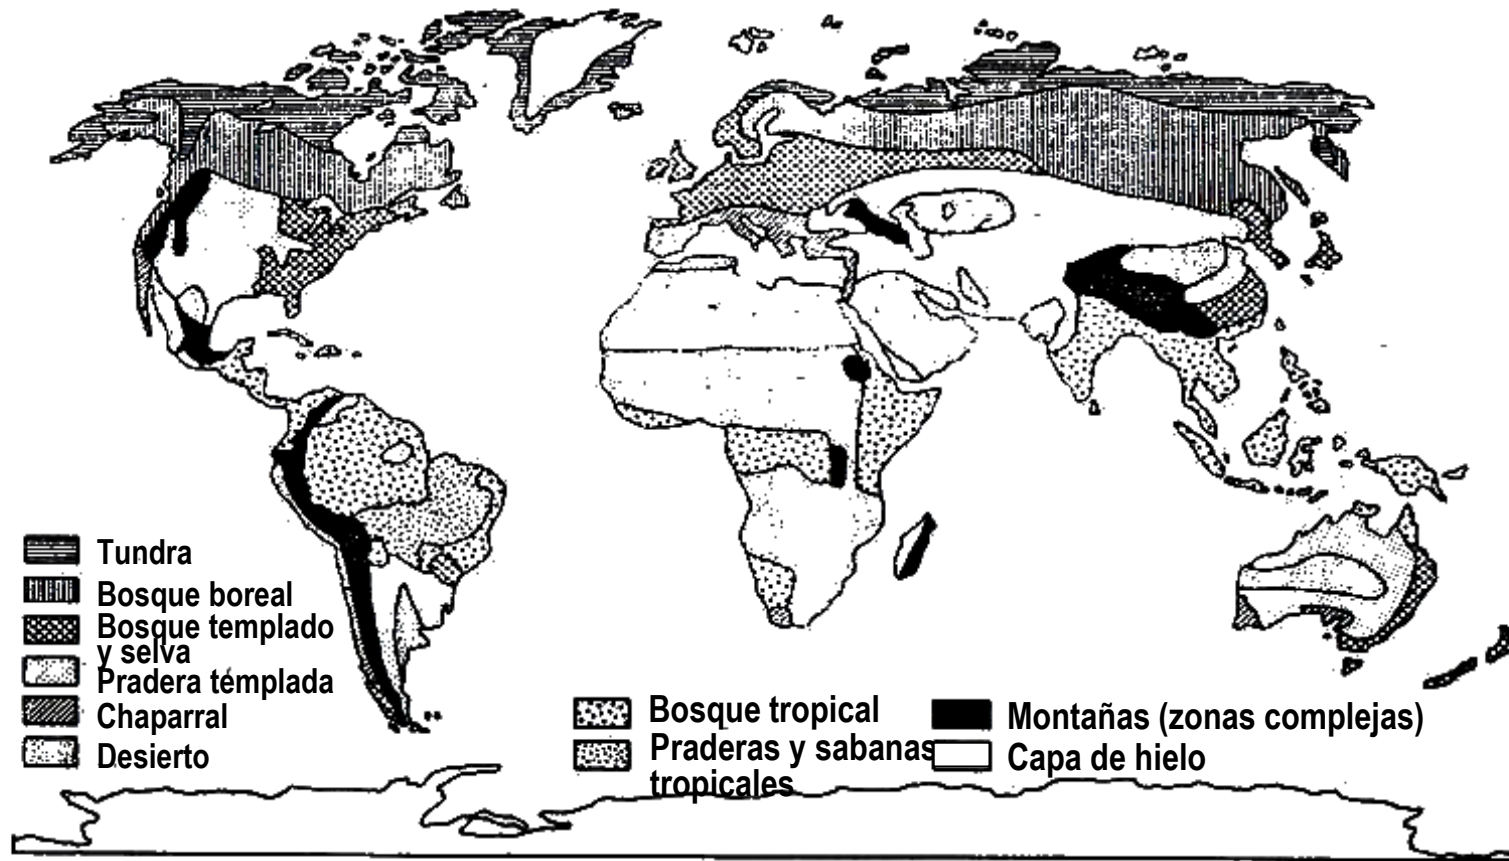 Tundra
Bosque boreal
Bosque templado
y selva
Pradera témplada
Chaparral
Desierto
Bosque tropical
Praderas y sabanas
tropicales
Montañas (zonas complejas)
Capa de hielo